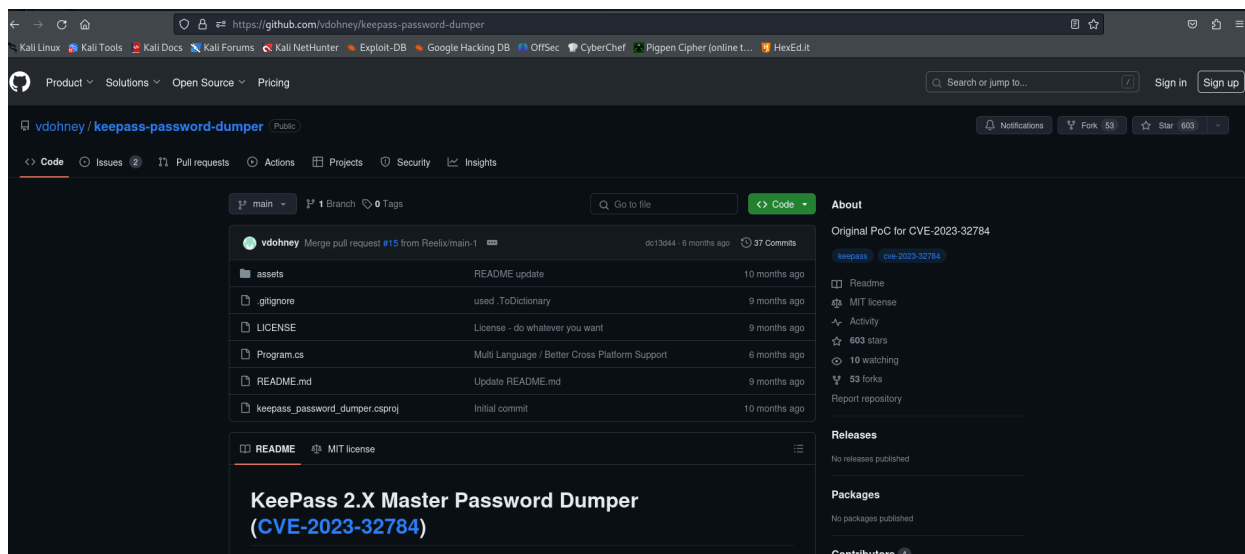 https://github.com/vdohney/keepass-password-dumper
Kali Linux Kali Tools Kali Docs Kali Forums Kali NetHunter Exploit-DB Google Hacking DB OffSec CyberChef Pigpen Cipher (online t... HexEd.it
Product Solutions Open Source Pricing Search or jump to... / Sign in Sign up
vdohney / keepass-password-dumper Public Notifications Fork 53 Star 603
<> Code Issues 2 Pull requests Actions Projects Security Insights
main 1 Branch 0 Tags Go to file <> Code
About
Original PoC for CVE-2023-32784
keepass cve-2023-32784
Readme
MIT license
Activity
603 stars
10 watching
53 forks
Report repository
vdohney Merge pull request #15 from Reelix/main-1 dc13d44 · 6 months ago 37 Commits
assets README update 10 months ago
.gitignore used .ToDictionary 9 months ago
LICENSE License - do whatever you want 9 months ago
Program.cs Multi Language / Better Cross Platform Support 6 months ago
README.md Update README.md 9 months ago
keepass_password_dumper.csproj Initial commit 10 months ago
README MIT license
KeePass 2.X Master Password Dumper
(CVE-2023-32784)
Releases
No releases published
Packages
No packages published
Contributors 4